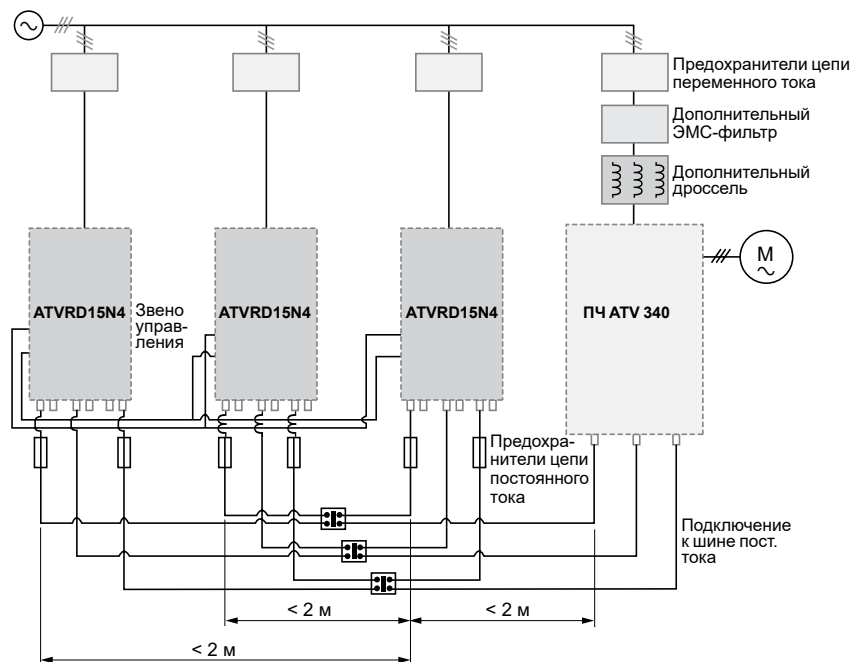 Предохранители цепи
переменного тока
Дополнительный
ЭМС-фильтр
Дополнительный
дроссель
ATVRD15N4
Звено
управ-
ления
ATVRD15N4
ATVRD15N4
ПЧ ATV 340
M
Предохра-
нители цепи
постоянного
тока
Подключение
к шине пост.
тока
< 2 м
< 2 м
< 2 м